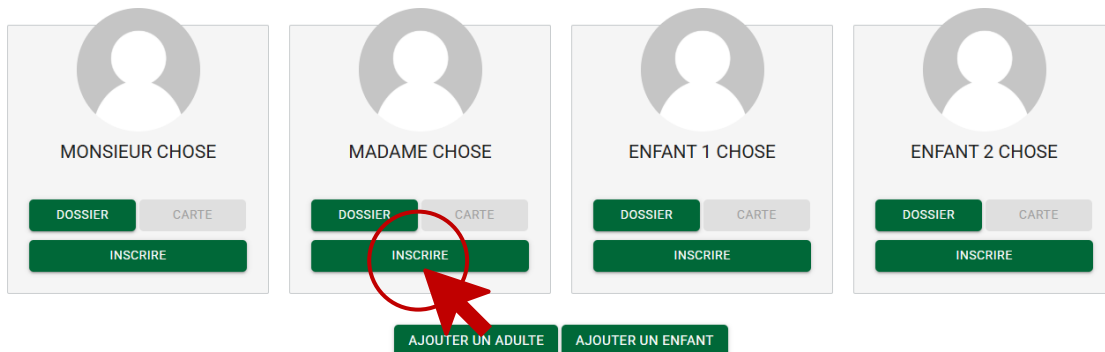 MONSIEUR CHOSE
DOSSIER CARTE
INSCRIRE
MADAME CHOSE
DOSSIER CARTE
INSCRIRE
ENFANT 1 CHOSE
DOSSIER CARTE
INSCRIRE
ENFANT 2 CHOSE
DOSSIER CARTE
INSCRIRE
AJOUTER UN ADULTE AJOUTER UN ENFANT